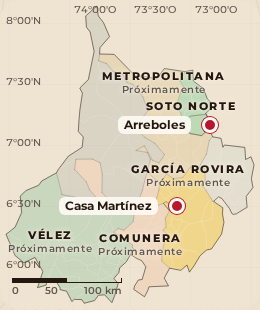 74°00'O 73°30'O 73°00'O
8°00'N
METROPOLITANA
7°30'N
Próximamente
SOTO NORTE
Arreboles
7°00'N
GARCÍA ROVIRA
Próximamente
6°30'N
Casa Martínez
VÉLEZ
Próximamente
COMUNERA
Próximamente
6°00'N
0 50 100 km